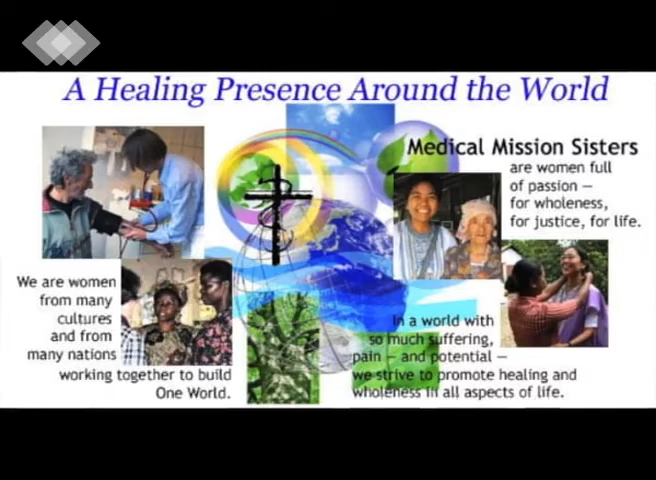 A Healing Presence Around the World
Medical Mission Sisters
are women full
of passion –
for wholeness,
for justice, for life.
We are women
from many
cultures
and from
many nations
working together to build
One World.
In a world with
so much suffering,
pain – and potential –
we strive to promote healing and
wholeness in all aspects of life.